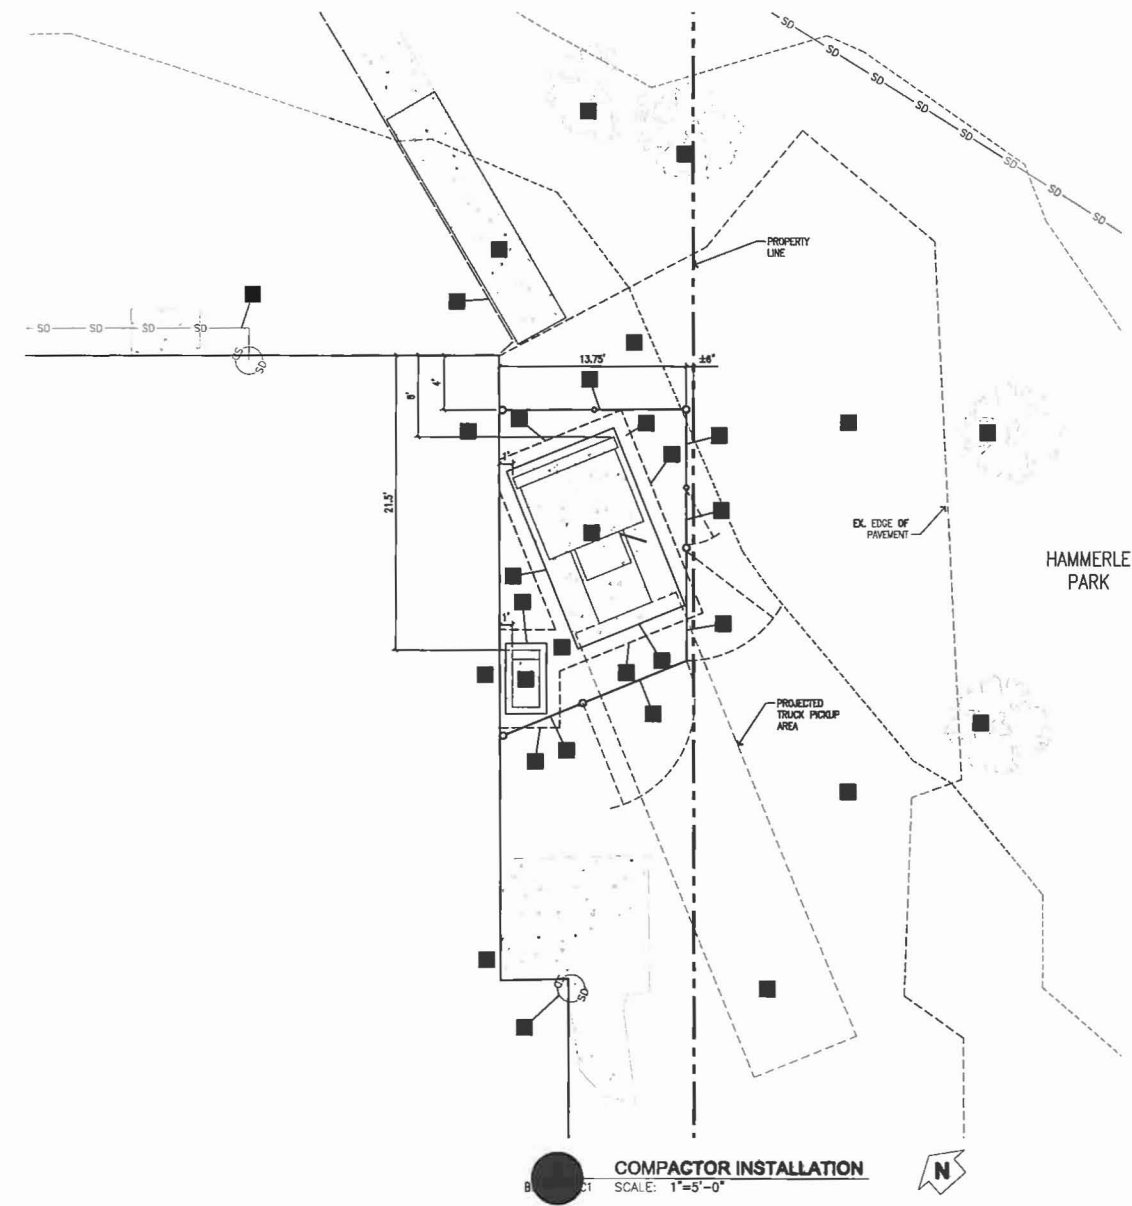 SD
SD
SD
SD
SD
SD
SD
SD
PROPERTY
LINE
SD
SD
SD
SD
SD
SD
13.75'
±6"
4'
8'
1'
21.5'
EX. EDGE OF
PAVEMENT
HAMMERLE
PARK
1'
PROJECTED
TRUCK PICKUP
AREA
SD
COMPACTOR INSTALLATION
SCALE: 1"=5'-0"
N